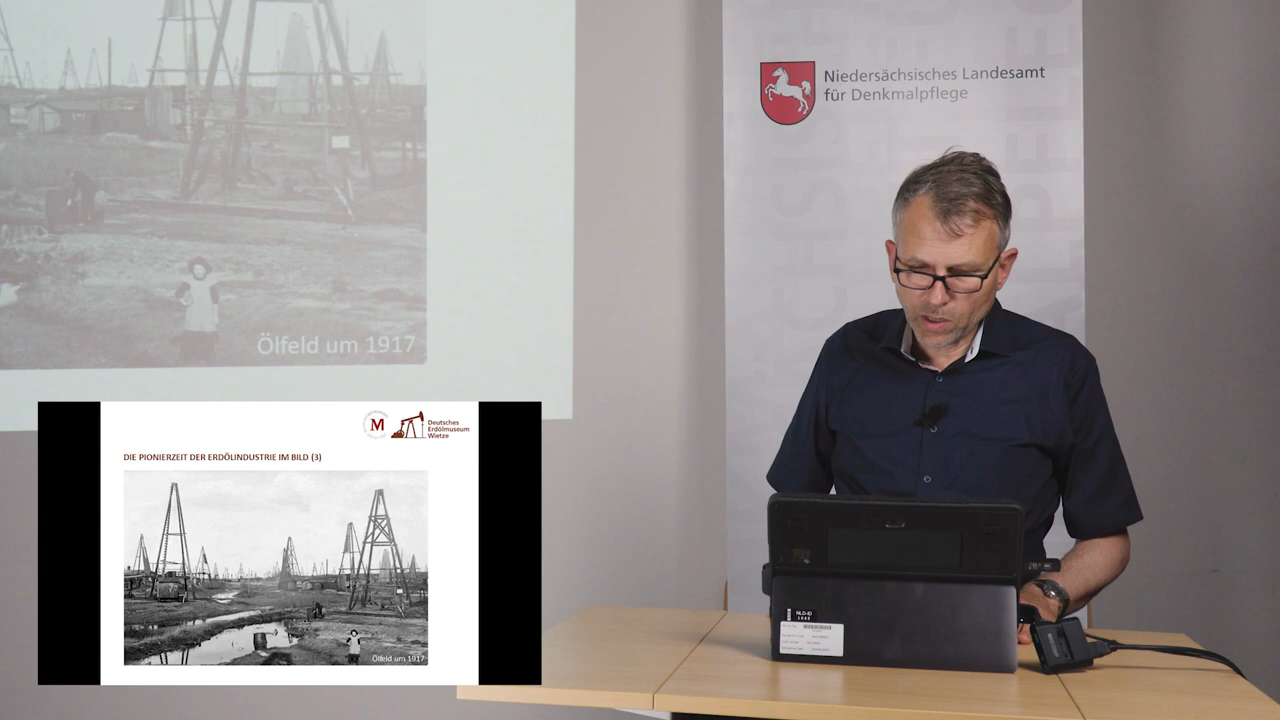 Niedersächsisches Landesamt
für Denkmalpflege
Ölfeld um 1917
M
Deutsches
Erdölmuseum
Wietze
DIE PIONIERZEIT DER ERDÖLINDUSTRIE IM BILD (3)
Ölfeld um 1917
NLD-ID